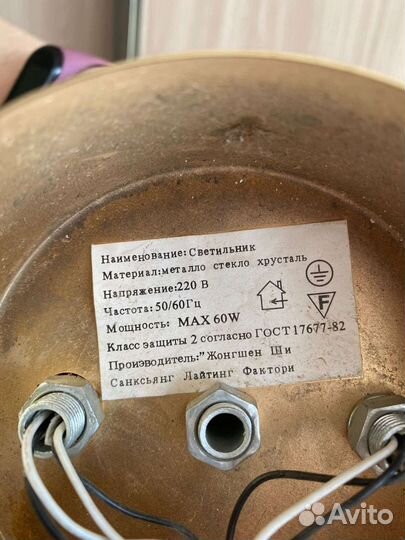 Наименование:Светильник
Материал:металло стекло хрусталь
Напряжение:220 В
Частота: 50/60Гц
Мощность: MAX 60W
Класс защиты 2 согласно ГОСТ 17677-82
Производитель:"Жонгшен Ши
Санксьянг Лайтинг Фактори
F
Avito